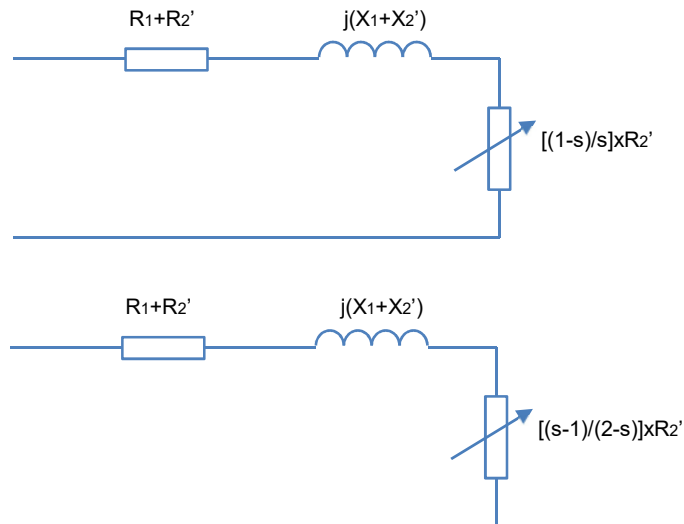 R1+R2’ j(X1+X2’)
[(1-s)/s]xR2’
R1+R2’ j(X1+X2’)
[(s-1)/(2-s)]xR2’